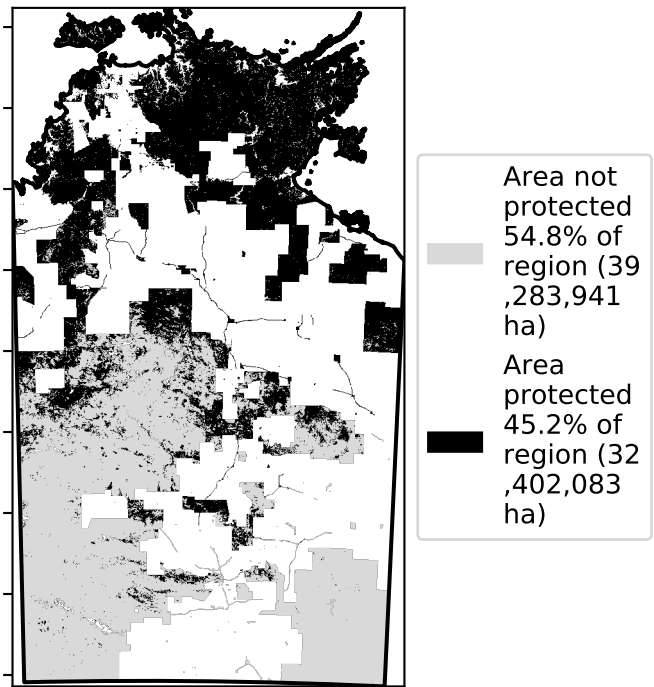 Area not
protected
54.8% of
region (39
,283,941
ha)
Area
protected
45.2% of
region (32
,402,083
ha)